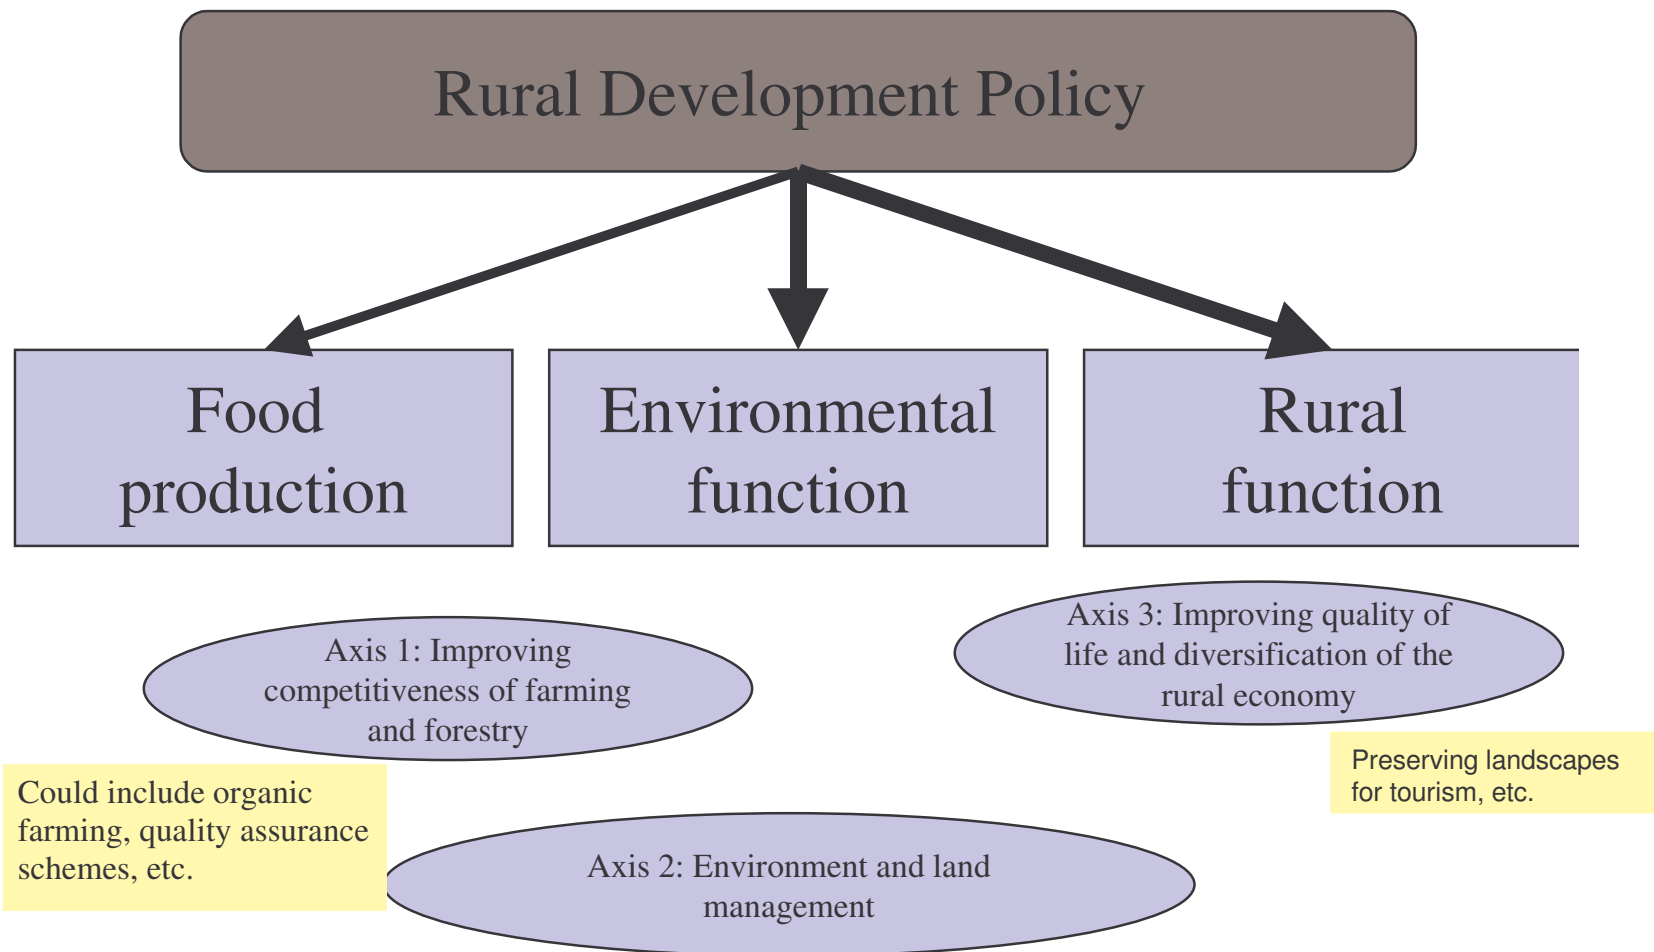 Rural Development Policy
Food
production
Environmental
function
Rural
function
Axis 1: Improving
competitiveness of farming
and forestry
Axis 3: Improving quality of
life and diversification of the
rural economy
Preserving landscapes
for tourism, etc.
Could include organic
farming, quality assurance
schemes, etc.
Axis 2: Environment and land
management